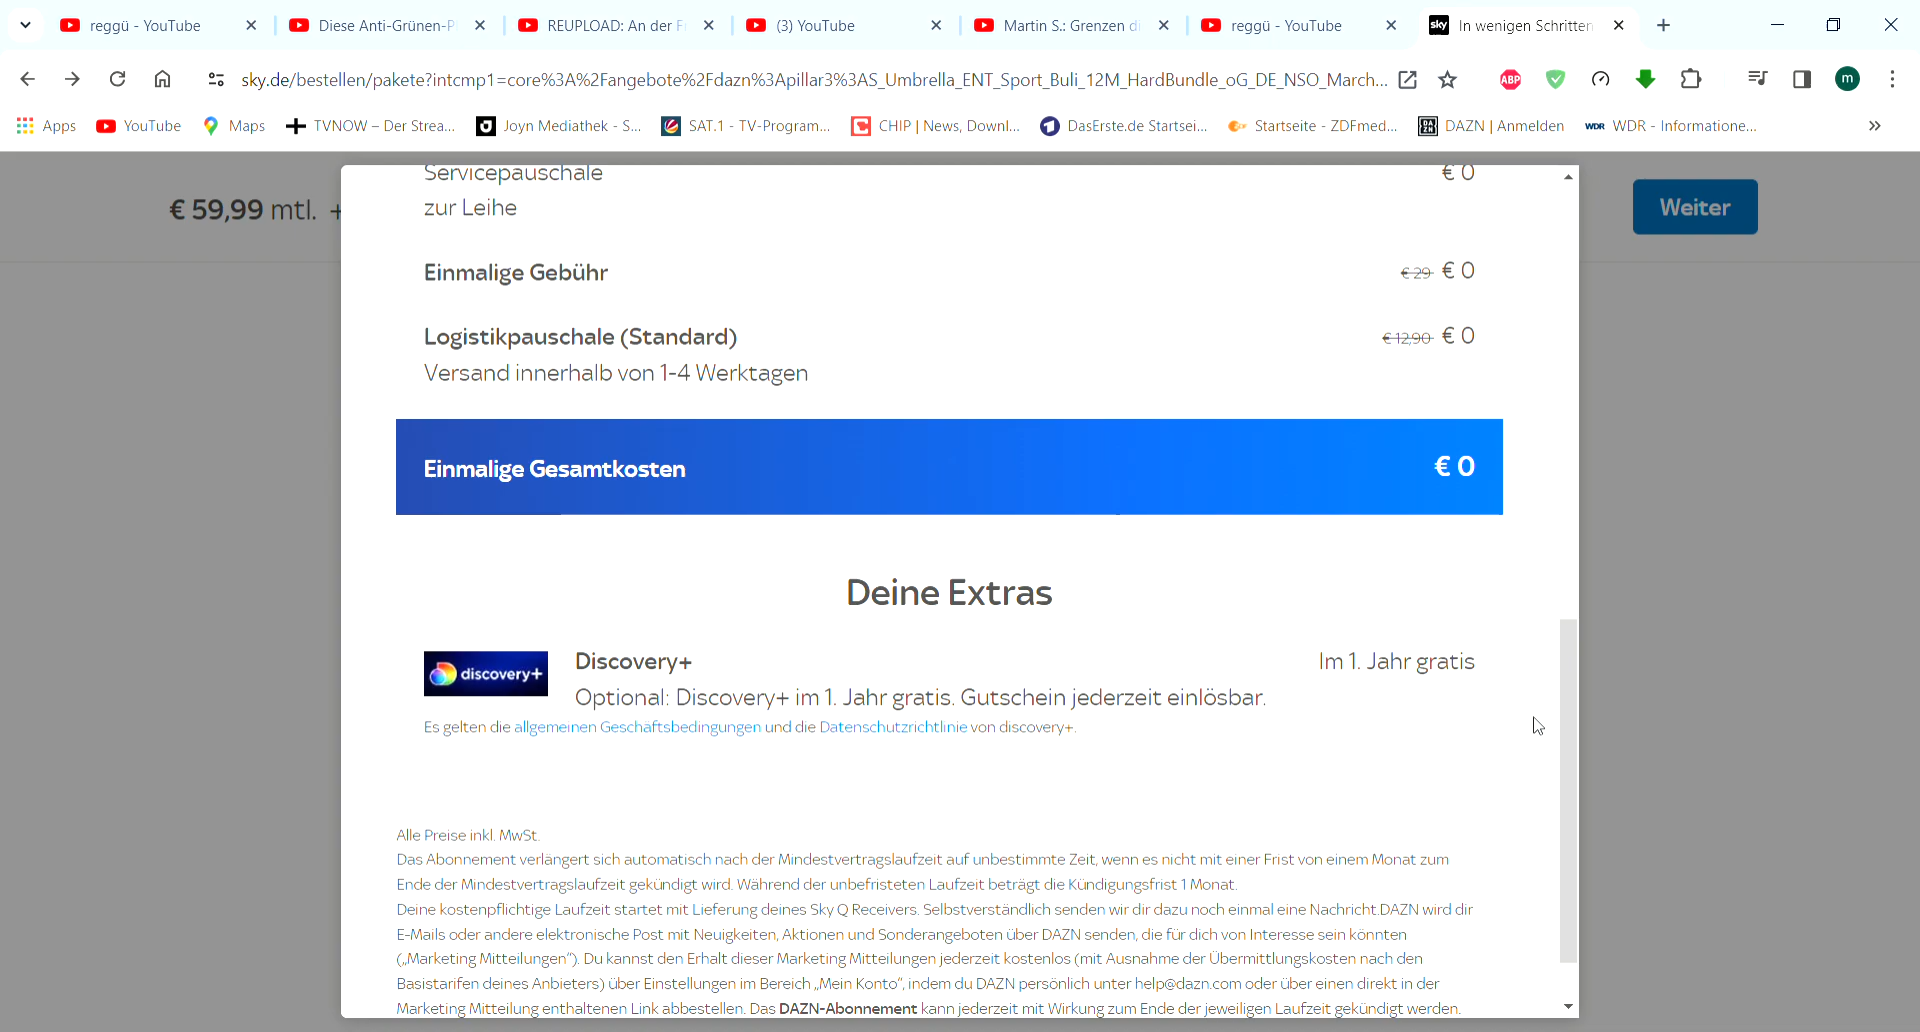 reggü - YouTube
Diese Anti-Grünen-P
REUPLOAD: An der F
(3) YouTube
Martin S.: Grenzen di
reggü - YouTube
sky
In wenigen Schritten
sky.de/bestellen/pakete?intcmp1=core%3A%2Fangebote%2Fdazn%3Apillar3%3AS_Umbrella_ENT_Sport_Buli_12M_HardBundle_oG_DE_NSO_March...
ABP
m
Apps
YouTube
Maps
TVNOW – Der Strea...
Joyn Mediathek - S...
SAT.1 - TV-Program...
CHIP | News, Downl...
DasErste.de Startsei...
Startseite - ZDFmed...
DAZN
DAZN | Anmelden
WDR
WDR - Informatione...
€ 59,99 mtl. +
Weiter
Servicepauschale
€ 0
zur Leihe
Einmalige Gebühr
€ 29 € 0
Logistikpauschale (Standard)
€ 12,90 € 0
Versand innerhalb von 1-4 Werktagen
Einmalige Gesamtkosten
€ 0
Deine Extras
discovery+
Discovery+
Im 1. Jahr gratis
Optional: Discovery+ im 1. Jahr gratis. Gutschein jederzeit einlösbar.
Es gelten die allgemeinen Geschäftsbedingungen und die Datenschutzrichtlinie von discovery+.
Alle Preise inkl. MwSt.
Das Abonnement verlängert sich automatisch nach der Mindestvertragslaufzeit auf unbestimmte Zeit, wenn es nicht mit einer Frist von einem Monat zum
Ende der Mindestvertragslaufzeit gekündigt wird. Während der unbefristeten Laufzeit beträgt die Kündigungsfrist 1 Monat.
Deine kostenpflichtige Laufzeit startet mit Lieferung deines Sky Q Receivers. Selbstverständlich senden wir dir dazu noch einmal eine Nachricht.DAZN wird dir
E-Mails oder andere elektronische Post mit Neuigkeiten, Aktionen und Sonderangeboten über DAZN senden, die für dich von Interesse sein könnten
(„Marketing Mitteilungen"). Du kannst den Erhalt dieser Marketing Mitteilungen jederzeit kostenlos (mit Ausnahme der Übermittlungskosten nach den
Basistarifen deines Anbieters) über Einstellungen im Bereich „Mein Konto", indem du DAZN persönlich unter help@dazn.com oder über einen direkt in der
Marketing Mitteilung enthaltenen Link abbestellen. Das DAZN-Abonnement kann jederzeit mit Wirkung zum Ende der jeweiligen Laufzeit gekündigt werden.